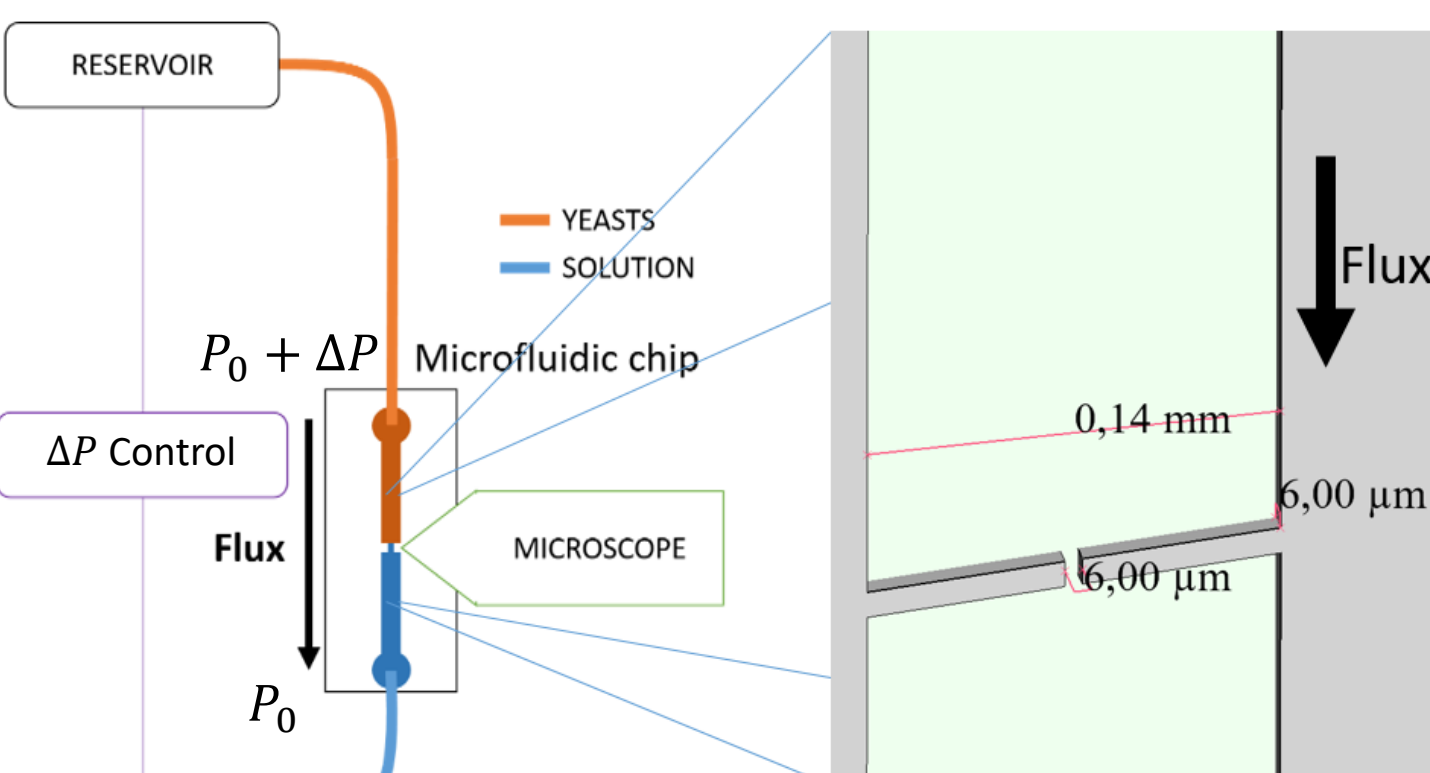 RESERVOIR
YEASTS
SOLUTION
P₀ + ΔP
Microfluidic chip
ΔP Control
Flux
MICROSCOPE
P₀
Flux
0,14 mm
6,00 µm
6,00 µm